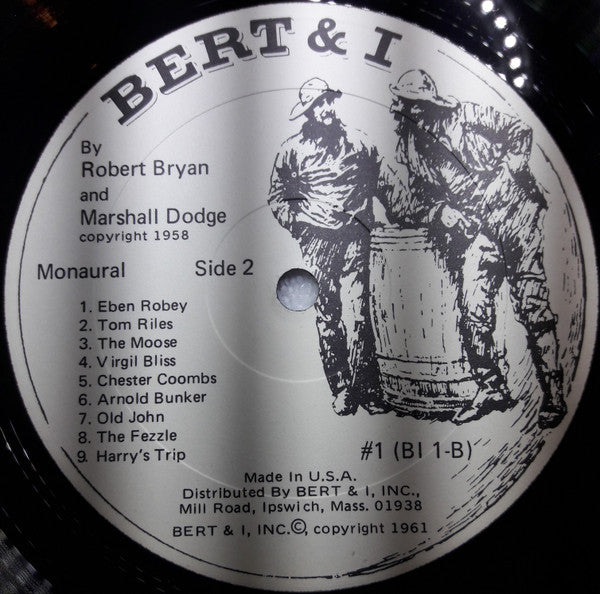 BERT & I
By
Robert Bryan
and
Marshall Dodge
copyright 1958
Monaural Side 2
1. Eben Robey
2. Tom Riles
3. The Moose
4. Virgil Bliss
5. Chester Coombs
6. Arnold Bunker
7. Old John
8. The Fezzle
9. Harry's Trip
#1 (BI 1-B)
Made In U.S.A.
Distributed By BERT & I, INC.,
Mill Road, Ipswich, Mass. 01938
BERT & I, INC.©, copyright 1961